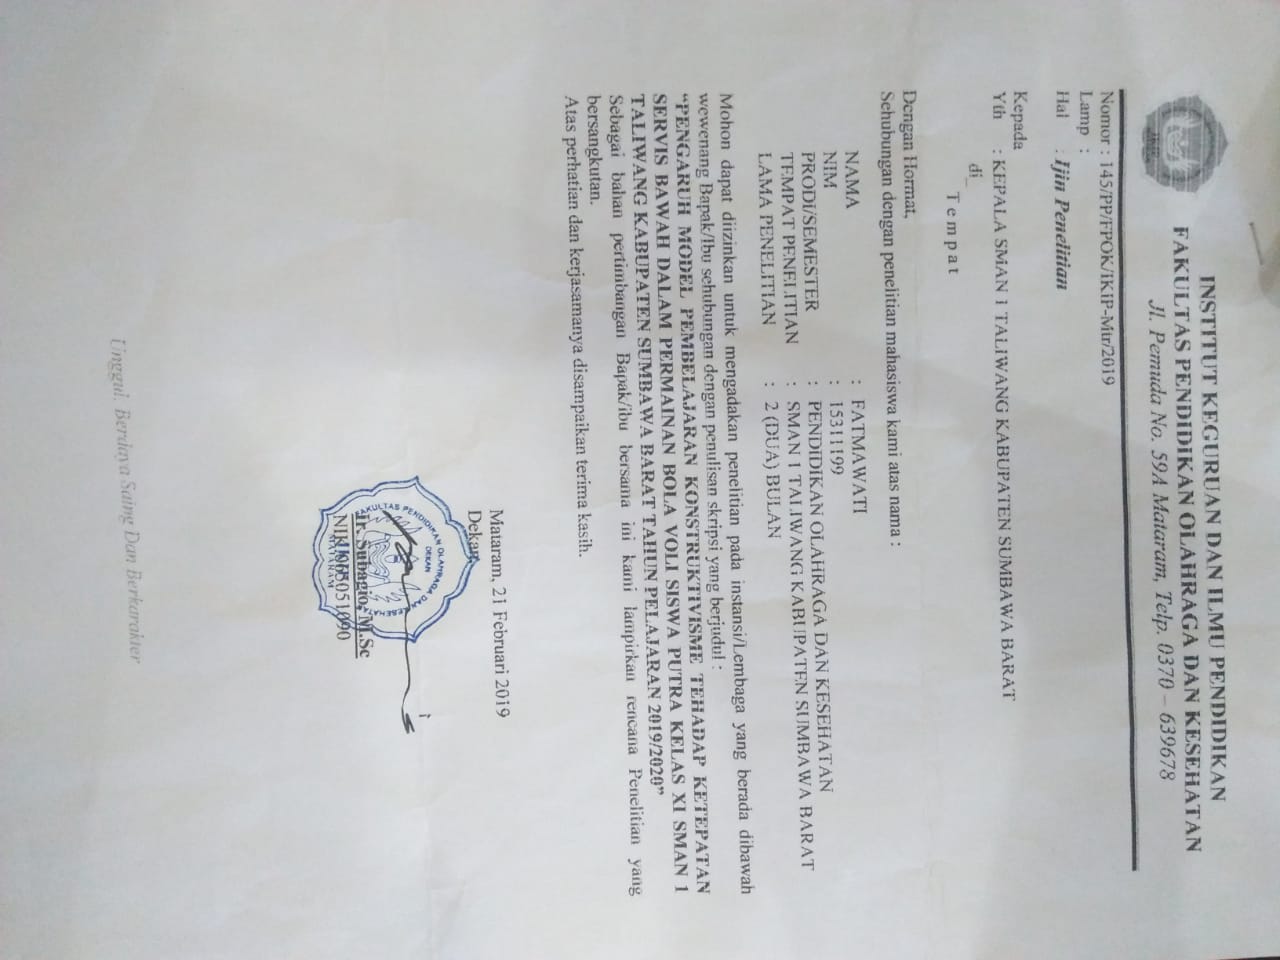 INSTITUT KEGURUAN DAN ILMU PENDIDIKAN
FAKULTAS PENDIDIKAN OLAHRAGA DAN KESEHATAN
Jl. Pemuda No. 59A Mataram, Telp. 0370 – 639678
Nomor : 145/PP/FPOK/IKIP-Mtr/2019
Lamp :
Hal : Ijin Penelitian
Kepada
Yth : KEPALA SMAN 1 TALIWANG KABUPATEN SUMBAWA BARAT
di_
Tempat
Dengan Hormat,
Sehubungan dengan penelitian mahasiswa kami atas nama :
NAMA : FATMAWATI
NIM : 15311199
PRODI/SEMESTER : PENDIDIKAN OLAHRAGA DAN KESEHATAN
TEMPAT PENELITIAN : SMAN 1 TALIWANG KABUPATEN SUMBAWA BARAT
LAMA PENELITIAN : 2 (DUA) BULAN
Mohon dapat diizinkan untuk mengadakan penelitian pada instansi/Lembaga yang berada dibawah
wewenang Bapak/Ibu sehubungan dengan penulisan skripsi yang berjudul :
“PENGARUH MODEL PEMBELAJARAN KONSTRUKTIVISME TEHADAP KETEPATAN
SERVIS BAWAH DALAM PERMAINAN BOLA VOLI SISWA PUTRA KELAS XI SMAN 1
TALIWANG KABUPATEN SUMBAWA BARAT TAHUN PELAJARAN 2019/2020”
Sebagai bahan pertimbangan Bapak/ibu bersama ini kami lampirkan rencana Penelitian yang
bersangkutan.
Atas perhatian dan kerjasamanya disampaikan terima kasih.
Mataram, 21 Februari 2019
Dekan
FAKULTAS PENDIDIKAN OLAHRAGA DAN KESEHATAN
DEKAN
MATARAM
Ir. Subagio, M.Sc
Unggul, Berdaya Saing Dan Berkarakter